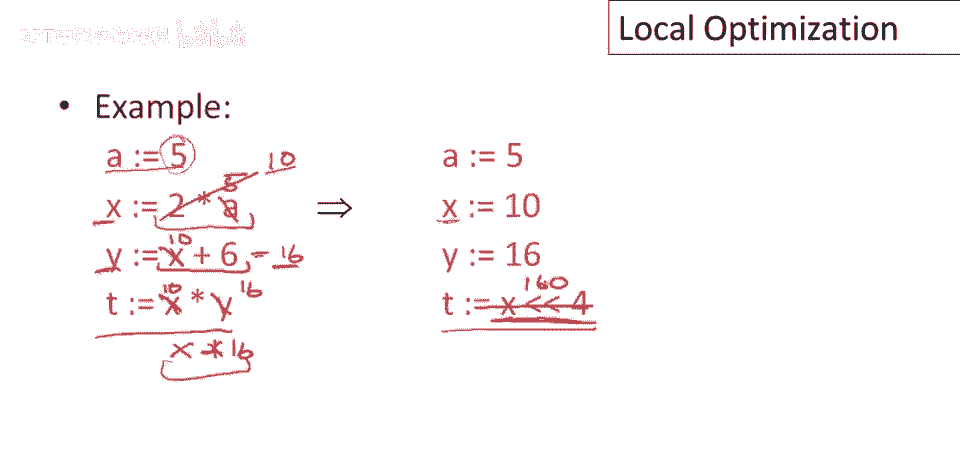 Local Optimization
• Example:
a := 5
10
5
x := 2 * a
10
y := x + 6 = 16
10 16
t := x * y
x * 16
⇒
a := 5
x := 10
y := 16
160
t := x << 4